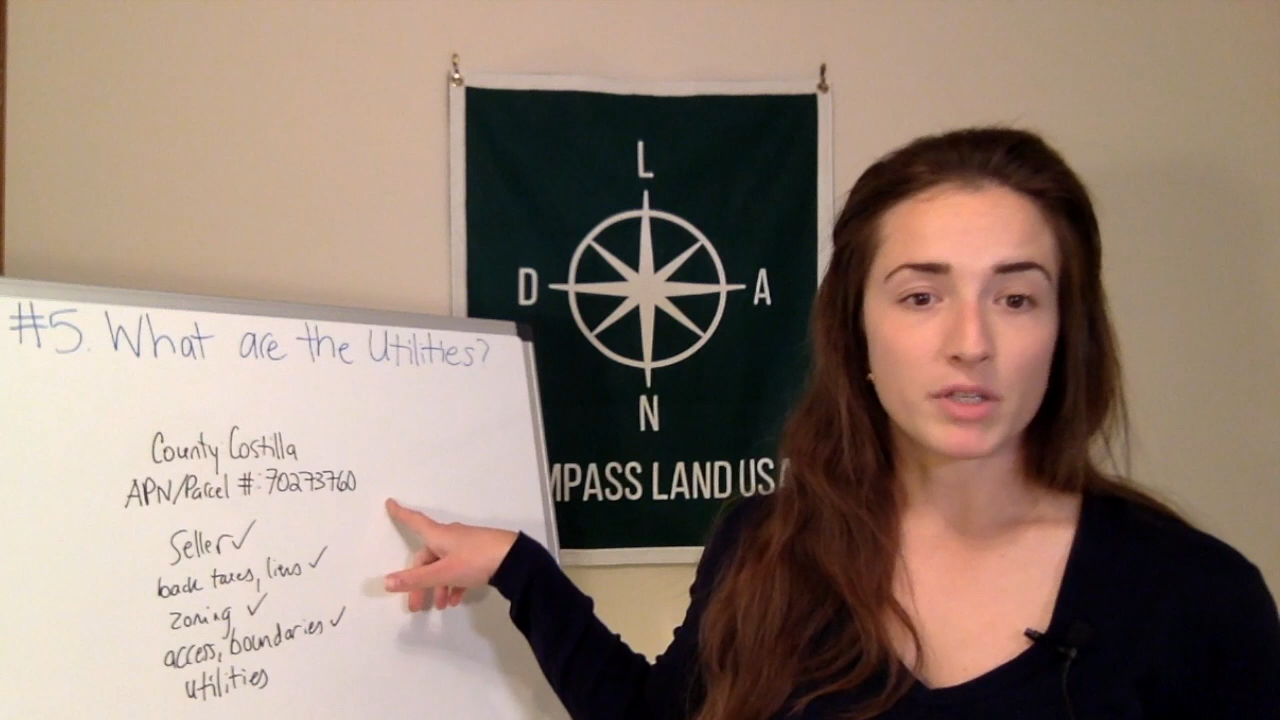 #5. What are the Utilities?
County Costilla
APN/Parcel #: 70273760
Seller ✓
back taxes, liens ✓
zoning ✓
access, boundaries ✓
utilities
L
D A
N
MPASS LAND USA